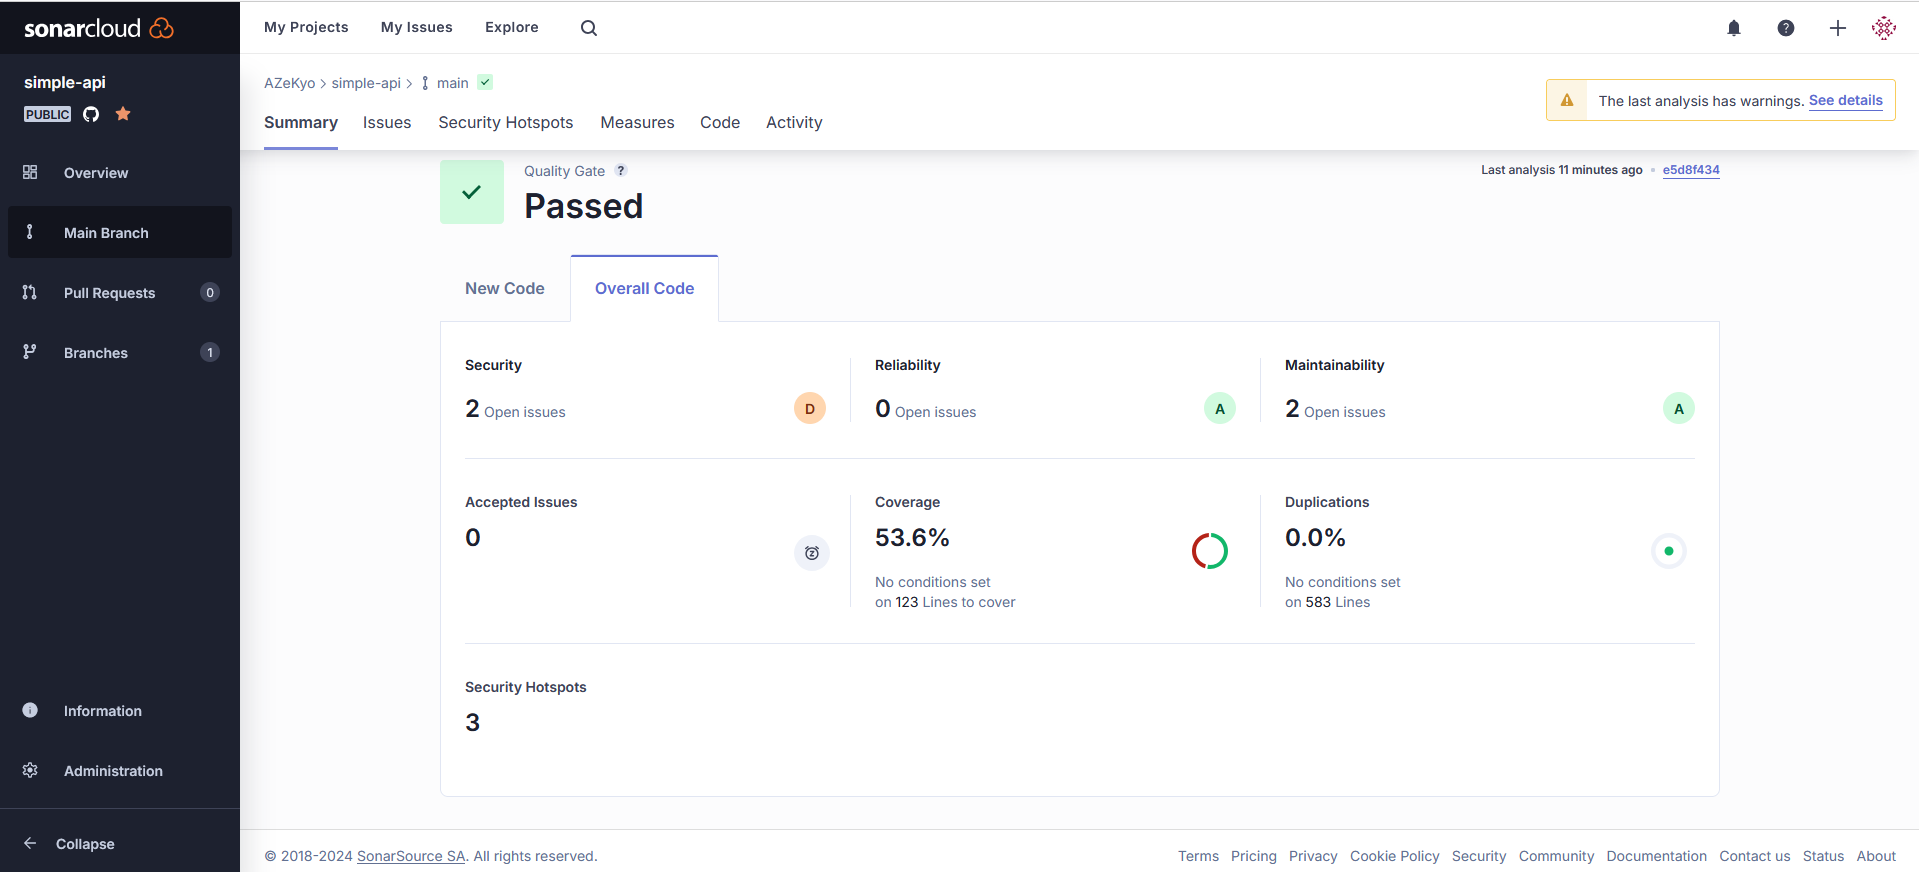 sonarcloud
My Projects My Issues Explore
simple-api
PUBLIC
Overview
Main Branch
Pull Requests 0
Branches 1
Information
Administration
Collapse
AZeKyo > simple-api > main
The last analysis has warnings. See details
Summary Issues Security Hotspots Measures Code Activity
Quality Gate ?
Passed
Last analysis 11 minutes ago • e5d8f434
New Code Overall Code
Security
2 Open issues D
Reliability
0 Open issues A
Maintainability
2 Open issues A
Accepted Issues
0
Coverage
53.6%
No conditions set
on 123 Lines to cover
Duplications
0.0%
No conditions set
on 583 Lines
Security Hotspots
3
© 2018-2024 SonarSource SA. All rights reserved.
Terms Pricing Privacy Cookie Policy Security Community Documentation Contact us Status About